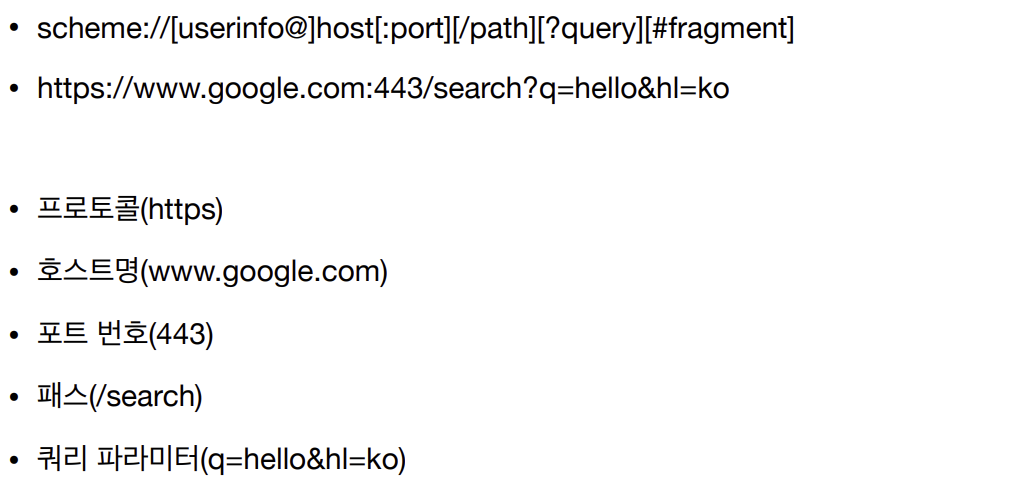 • scheme://[userinfo@]host[:port][/path][?query][#fragment]
• https://www.google.com:443/search?q=hello&hl=ko
• 프로토콜(https)
• 호스트명(www.google.com)
• 포트 번호(443)
• 패스(/search)
• 쿼리 파라미터(q=hello&hl=ko)